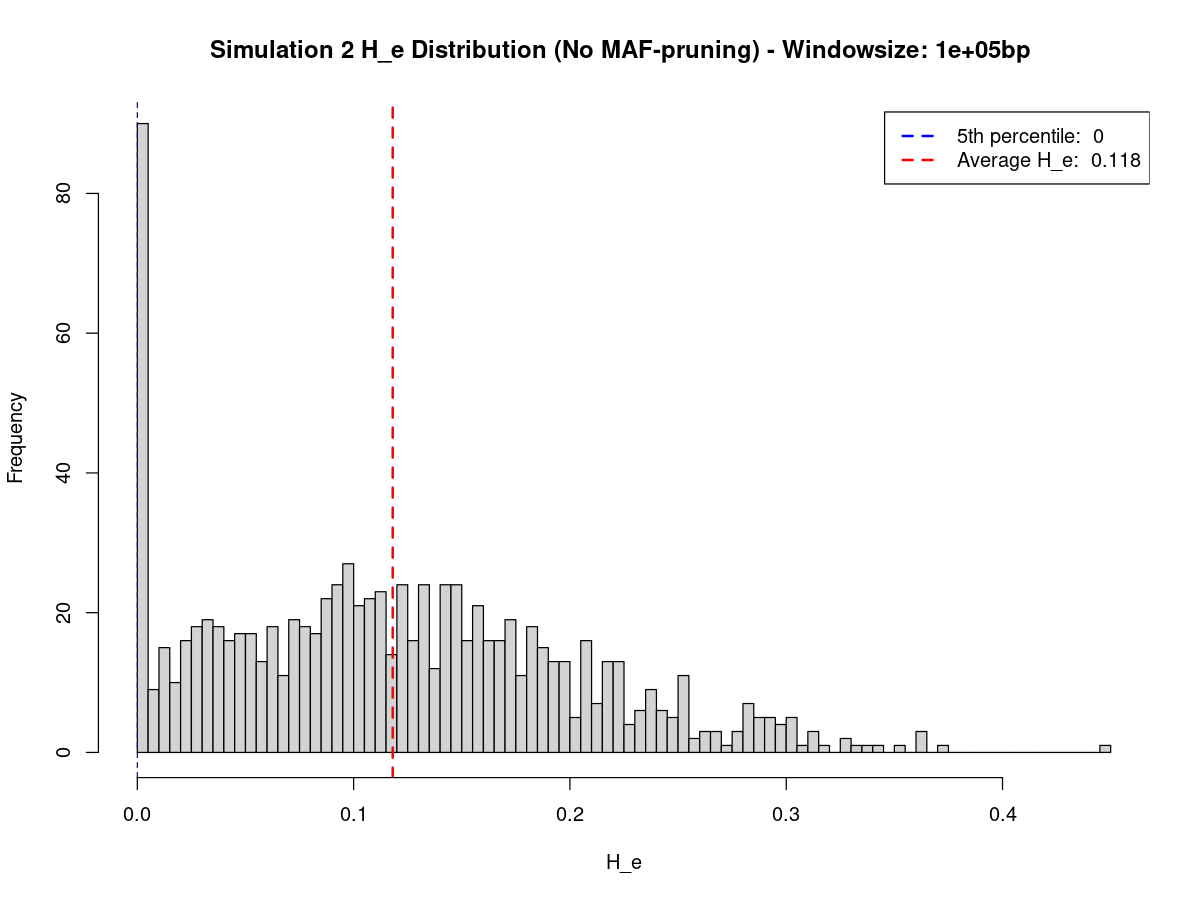 Simulation 2 H_e Distribution (No MAF-pruning) - Windowsize: 1e+05bp
5th percentile: 0
Average H_e: 0.118
Frequency
80
60
40
20
0
0.0 0.1 0.2 0.3 0.4
H_e